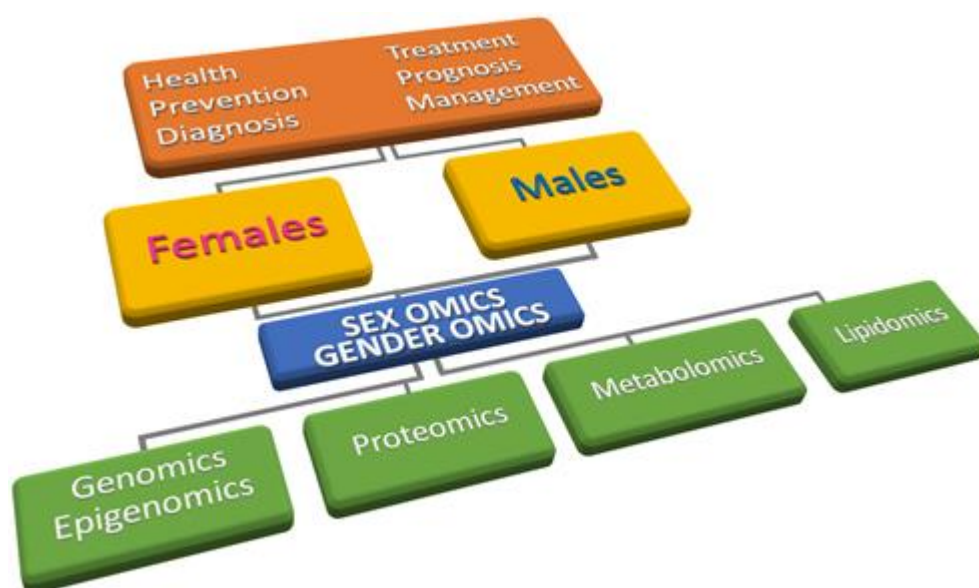 Health
Prevention
Diagnosis
Treatment
Prognosis
Management
Females
Males
SEX OMICS
GENDER OMICS
Genomics
Epigenomics
Proteomics
Metabolomics
Lipidomics